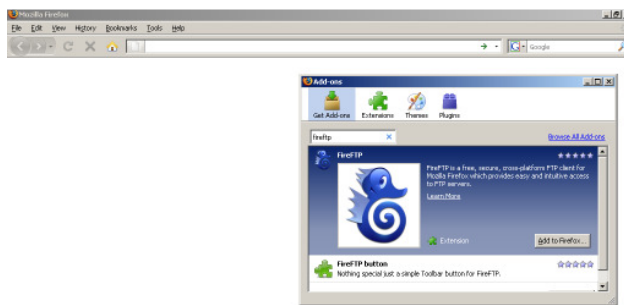 Mozilla Firefox
File Edit View History Bookmarks Tools Help
G Google
Add-ons
Get Add-ons Extensions Themes Plugins
fireftp
Browse All Add-ons
FireFTP
FireFTP is a free, secure, cross-platform FTP client for
Mozilla Firefox which provides easy and intuitive access
to FTP servers.
Learn More
Extension
Add to Firefox...
FireFTP button
Nothing special just a simple Toolbar button for FireFTP.